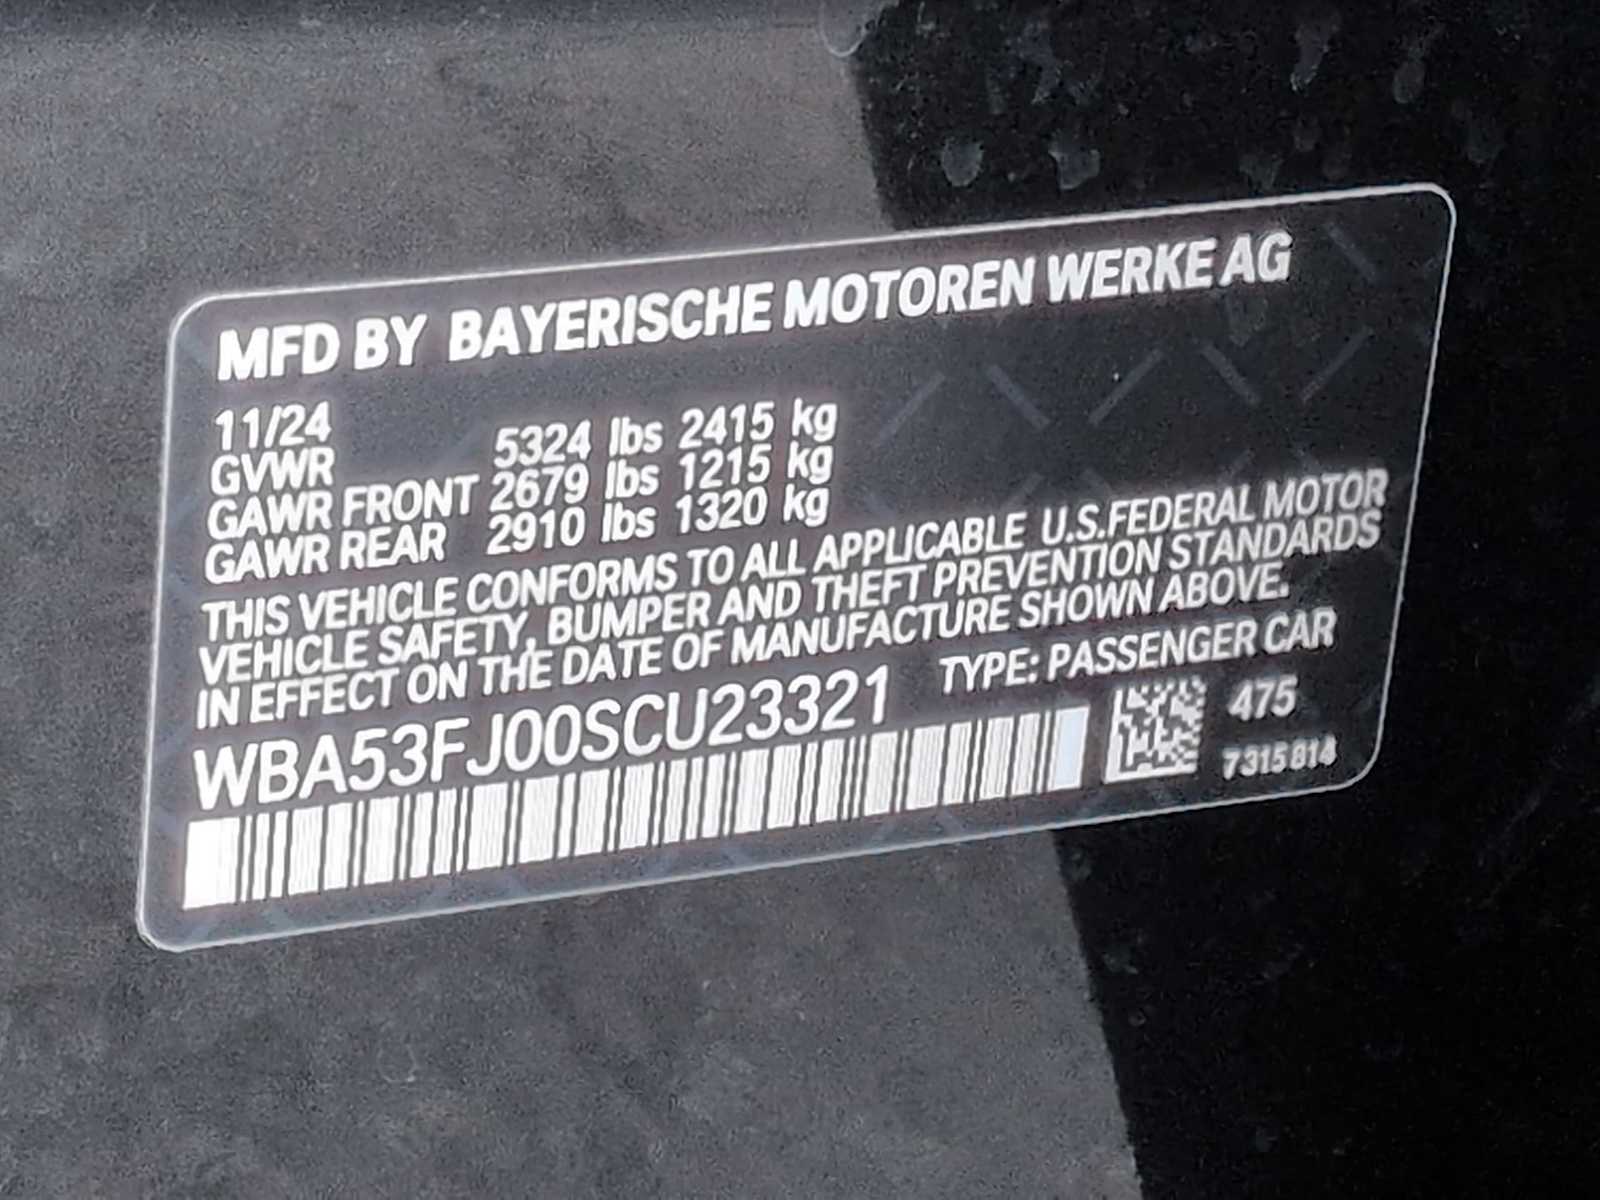 MFD BY BAYERISCHE MOTOREN WERKE AG
11/24
GVWR 5324 lbs 2415 kg
GAWR FRONT 2679 lbs 1215 kg
GAWR REAR 2910 lbs 1320 kg
THIS VEHICLE CONFORMS TO ALL APPLICABLE U.S.FEDERAL MOTOR
VEHICLE SAFETY, BUMPER AND THEFT PREVENTION STANDARDS
IN EFFECT ON THE DATE OF MANUFACTURE SHOWN ABOVE.
WBA53FJ00SCU23321 TYPE: PASSENGER CAR
475
7315814